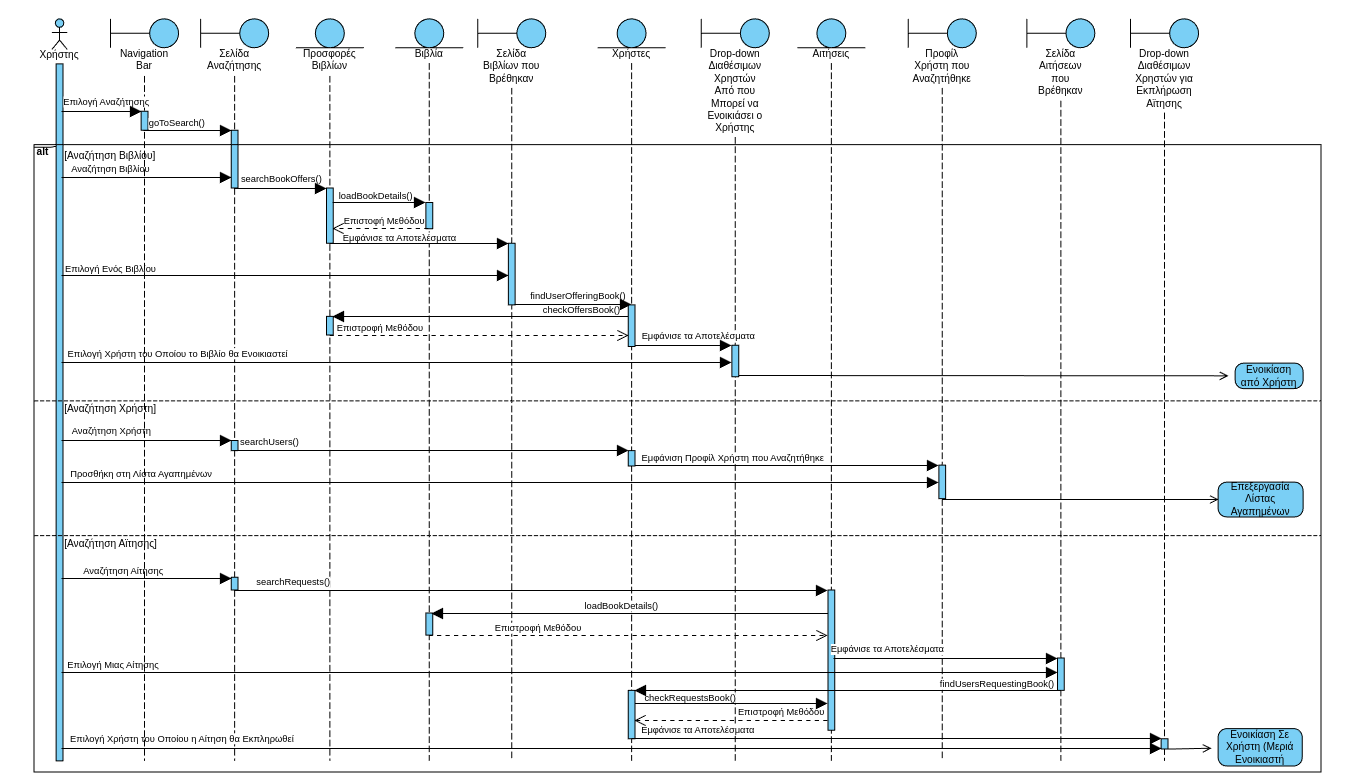 Χρήστης
Navigation
Bar
Σελίδα
Αναζήτησης
Προσφορές
Βιβλίων
Βιβλία
Σελίδα
Βιβλίων που
Βρέθηκαν
Χρήστες
Drop-down
Διαθέσιμων
Χρηστών
Από που
Μπορεί να
Ενοικιάσει ο
Χρήστης
Αιτήσεις
Προφίλ
Χρήστη που
Αναζητήθηκε
Σελίδα
Αιτήσεων
που
Βρέθηκαν
Drop-down
Διαθέσιμων
Χρηστών για
Εκπλήρωση
Αϊτησης
Επιλογή Αναζήτησης
goToSearch()
alt
[Αναζήτηση Βιβλίου]
Αναζήτηση Βιβλίου
searchBookOffers()
loadBookDetails()
Επιστοφή Μεθόδου
Εμφάνισε τα Αποτελέσματα
Επιλογή Ενός Βιβλίου
findUserOfferingBook()
checkOffersBook()
Επιστροφή Μεθόδου
Εμφάνισε τα Αποτελέσματα
Επιλογή Χρήστη του Οποίου το Βιβλίο θα Ενοικιαστεί
Ενοικίαση
από Χρήστη
[Αναζήτηση Χρήστη]
Αναζήτηση Χρήστη
searchUsers()
Εμφάνιση Προφίλ Χρήστη που Αναζητήθηκε
Προσθήκη στη Λίστα Αγαπημένων
Επεξεργασία
Λίστας
Αγαπημένων
[Αναζήτηση Αϊτησης]
Αναζήτηση Αίτησης
searchRequests()
loadBookDetails()
Επιστροφή Μεθόδου
Εμφάνισε τα Αποτελέσματα
Επιλογή Μιας Αίτησης
findUsersRequestingBook()
checkRequestsBook()
Επιστροφή Μεθόδου
Εμφάνισε τα Αποτελέσματα
Επιλογή Χρήστη του Οποιου η Αίτηση θα Εκπληρωθεί
Ενοικίαση Σε
Χρήστη (Μεριά
Ενοικιαστή